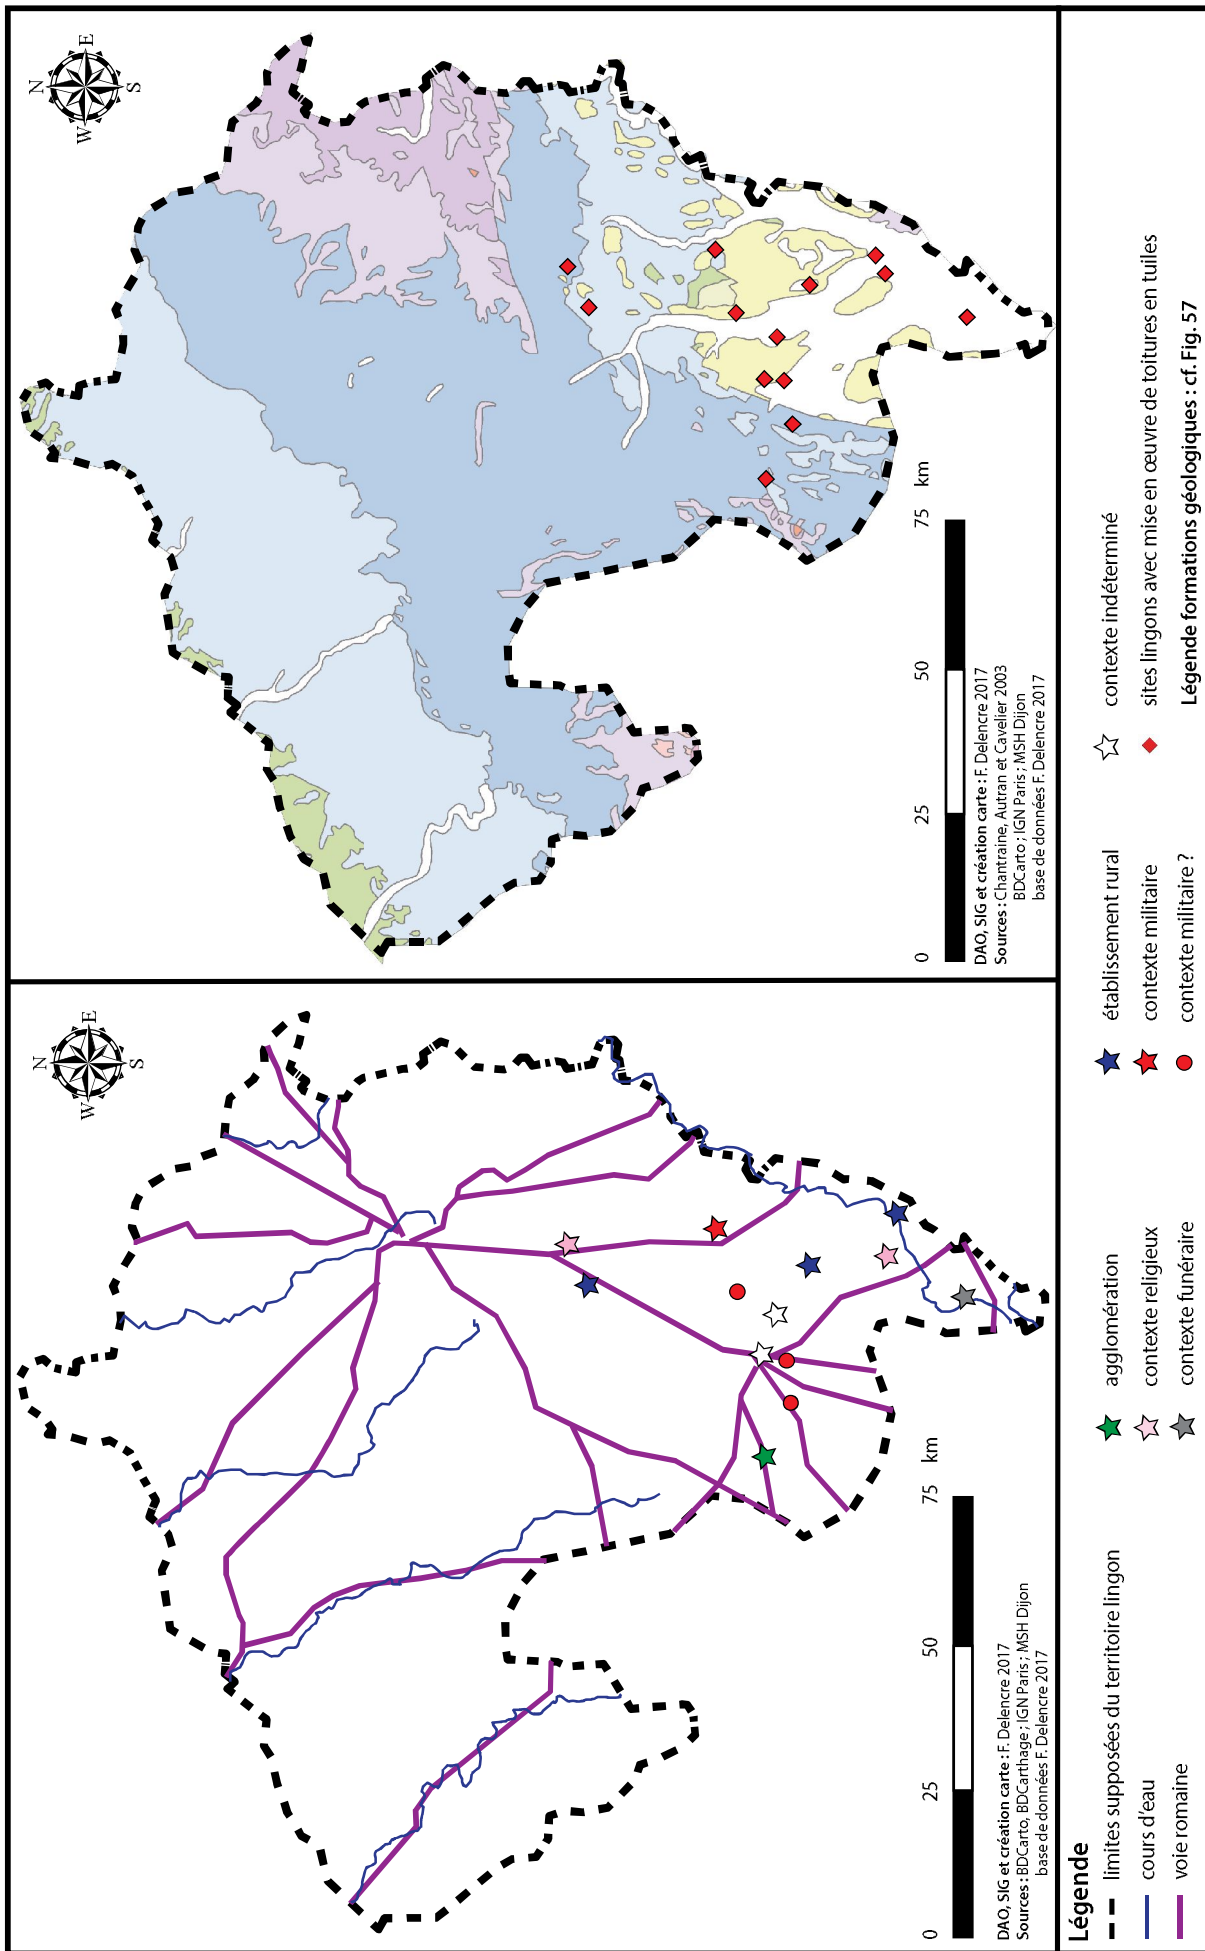 N
E
S
W
0
25
50
75
km
DAO, SIG et création carte : F. Delencre 2017
Sources : BDCarto, BDCarthage ; IGN Paris ; MSH Dijon
base de données F. Delencre 2017
N
E
S
W
0
25
50
75
km
DAO, SIG et création carte : F. Delencre 2017
Sources : Chantraine, Autran et Cavelier 2003
BDCarto ; IGN Paris ; MSH Dijon
base de données F. Delencre 2017
Légende
limites supposées du territoire lingon
cours d'eau
voie romaine
agglomération
contexte religieux
contexte funéraire
établissement rural
contexte militaire
contexte militaire ?
contexte indéterminé
sites lingons avec mise en œuvre de toitures en tuiles
Légende formations géologiques : cf. Fig. 57